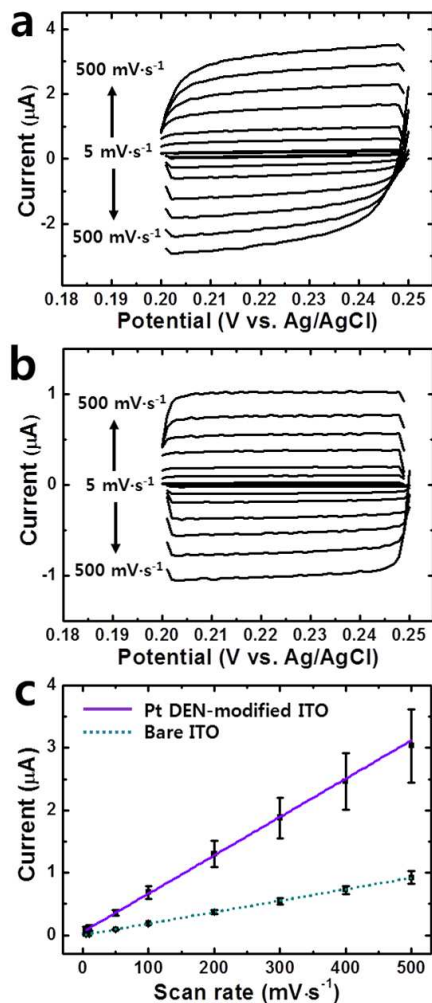 a
500 mV·s⁻¹
5 mV·s⁻¹
500 mV·s⁻¹
4
2
0
-2
Current (μA)
0.18 0.19 0.20 0.21 0.22 0.23 0.24 0.25
Potential (V vs. Ag/AgCl)
b
500 mV·s⁻¹
5 mV·s⁻¹
500 mV·s⁻¹
1
0
-1
Current (μA)
0.18 0.19 0.20 0.21 0.22 0.23 0.24 0.25
Potential (V vs. Ag/AgCl)
c
Pt DEN-modified ITO
Bare ITO
4
3
2
1
0
Current (μA)
0 100 200 300 400 500
Scan rate (mV·s⁻¹)